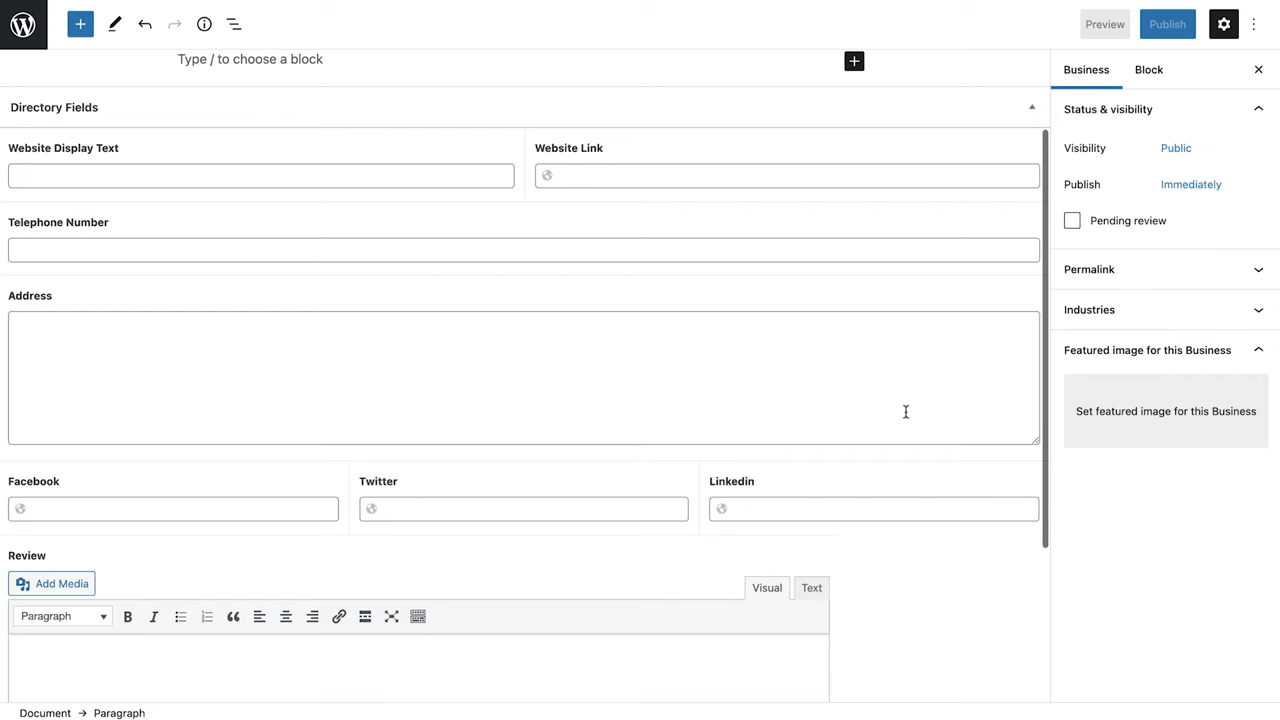 Preview
Publish
Type / to choose a block
Business
Block
Directory Fields
Status & visibility
Website Display Text
Website Link
Visibility
Public
Publish
Immediately
Telephone Number
Pending review
Permalink
Address
Industries
Featured image for this Business
Set featured image for this Business
Facebook
Twitter
Linkedin
Review
Add Media
Visual
Text
Paragraph
B
I
Document → Paragraph